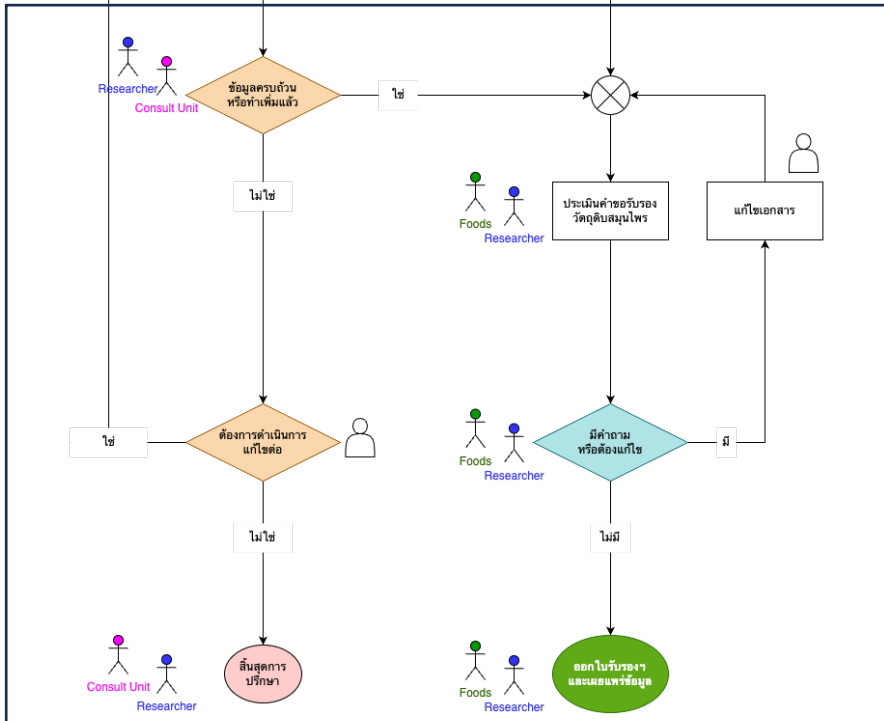 Researcher
Consult Unit
ข้อมูลครบถ้วน
หรือทำเพิ่มแล้ว
ใช่
ไม่ใช่
Foods
Researcher
ประเมินคำขอรับรอง
วัตถุดิบสมุนไพร
แก้ไขเอกสาร
ใช่
ต้องการดำเนินการ
แก้ไขต่อ
Foods
Researcher
มีคำถาม
หรือต้องแก้ไข
มี
ไม่ใช่
ไม่มี
Consult Unit
Researcher
สิ้นสุดการ
ปรึกษา
Foods
Researcher
ออกใบรับรองฯ
และเผยแพร่ข้อมูล